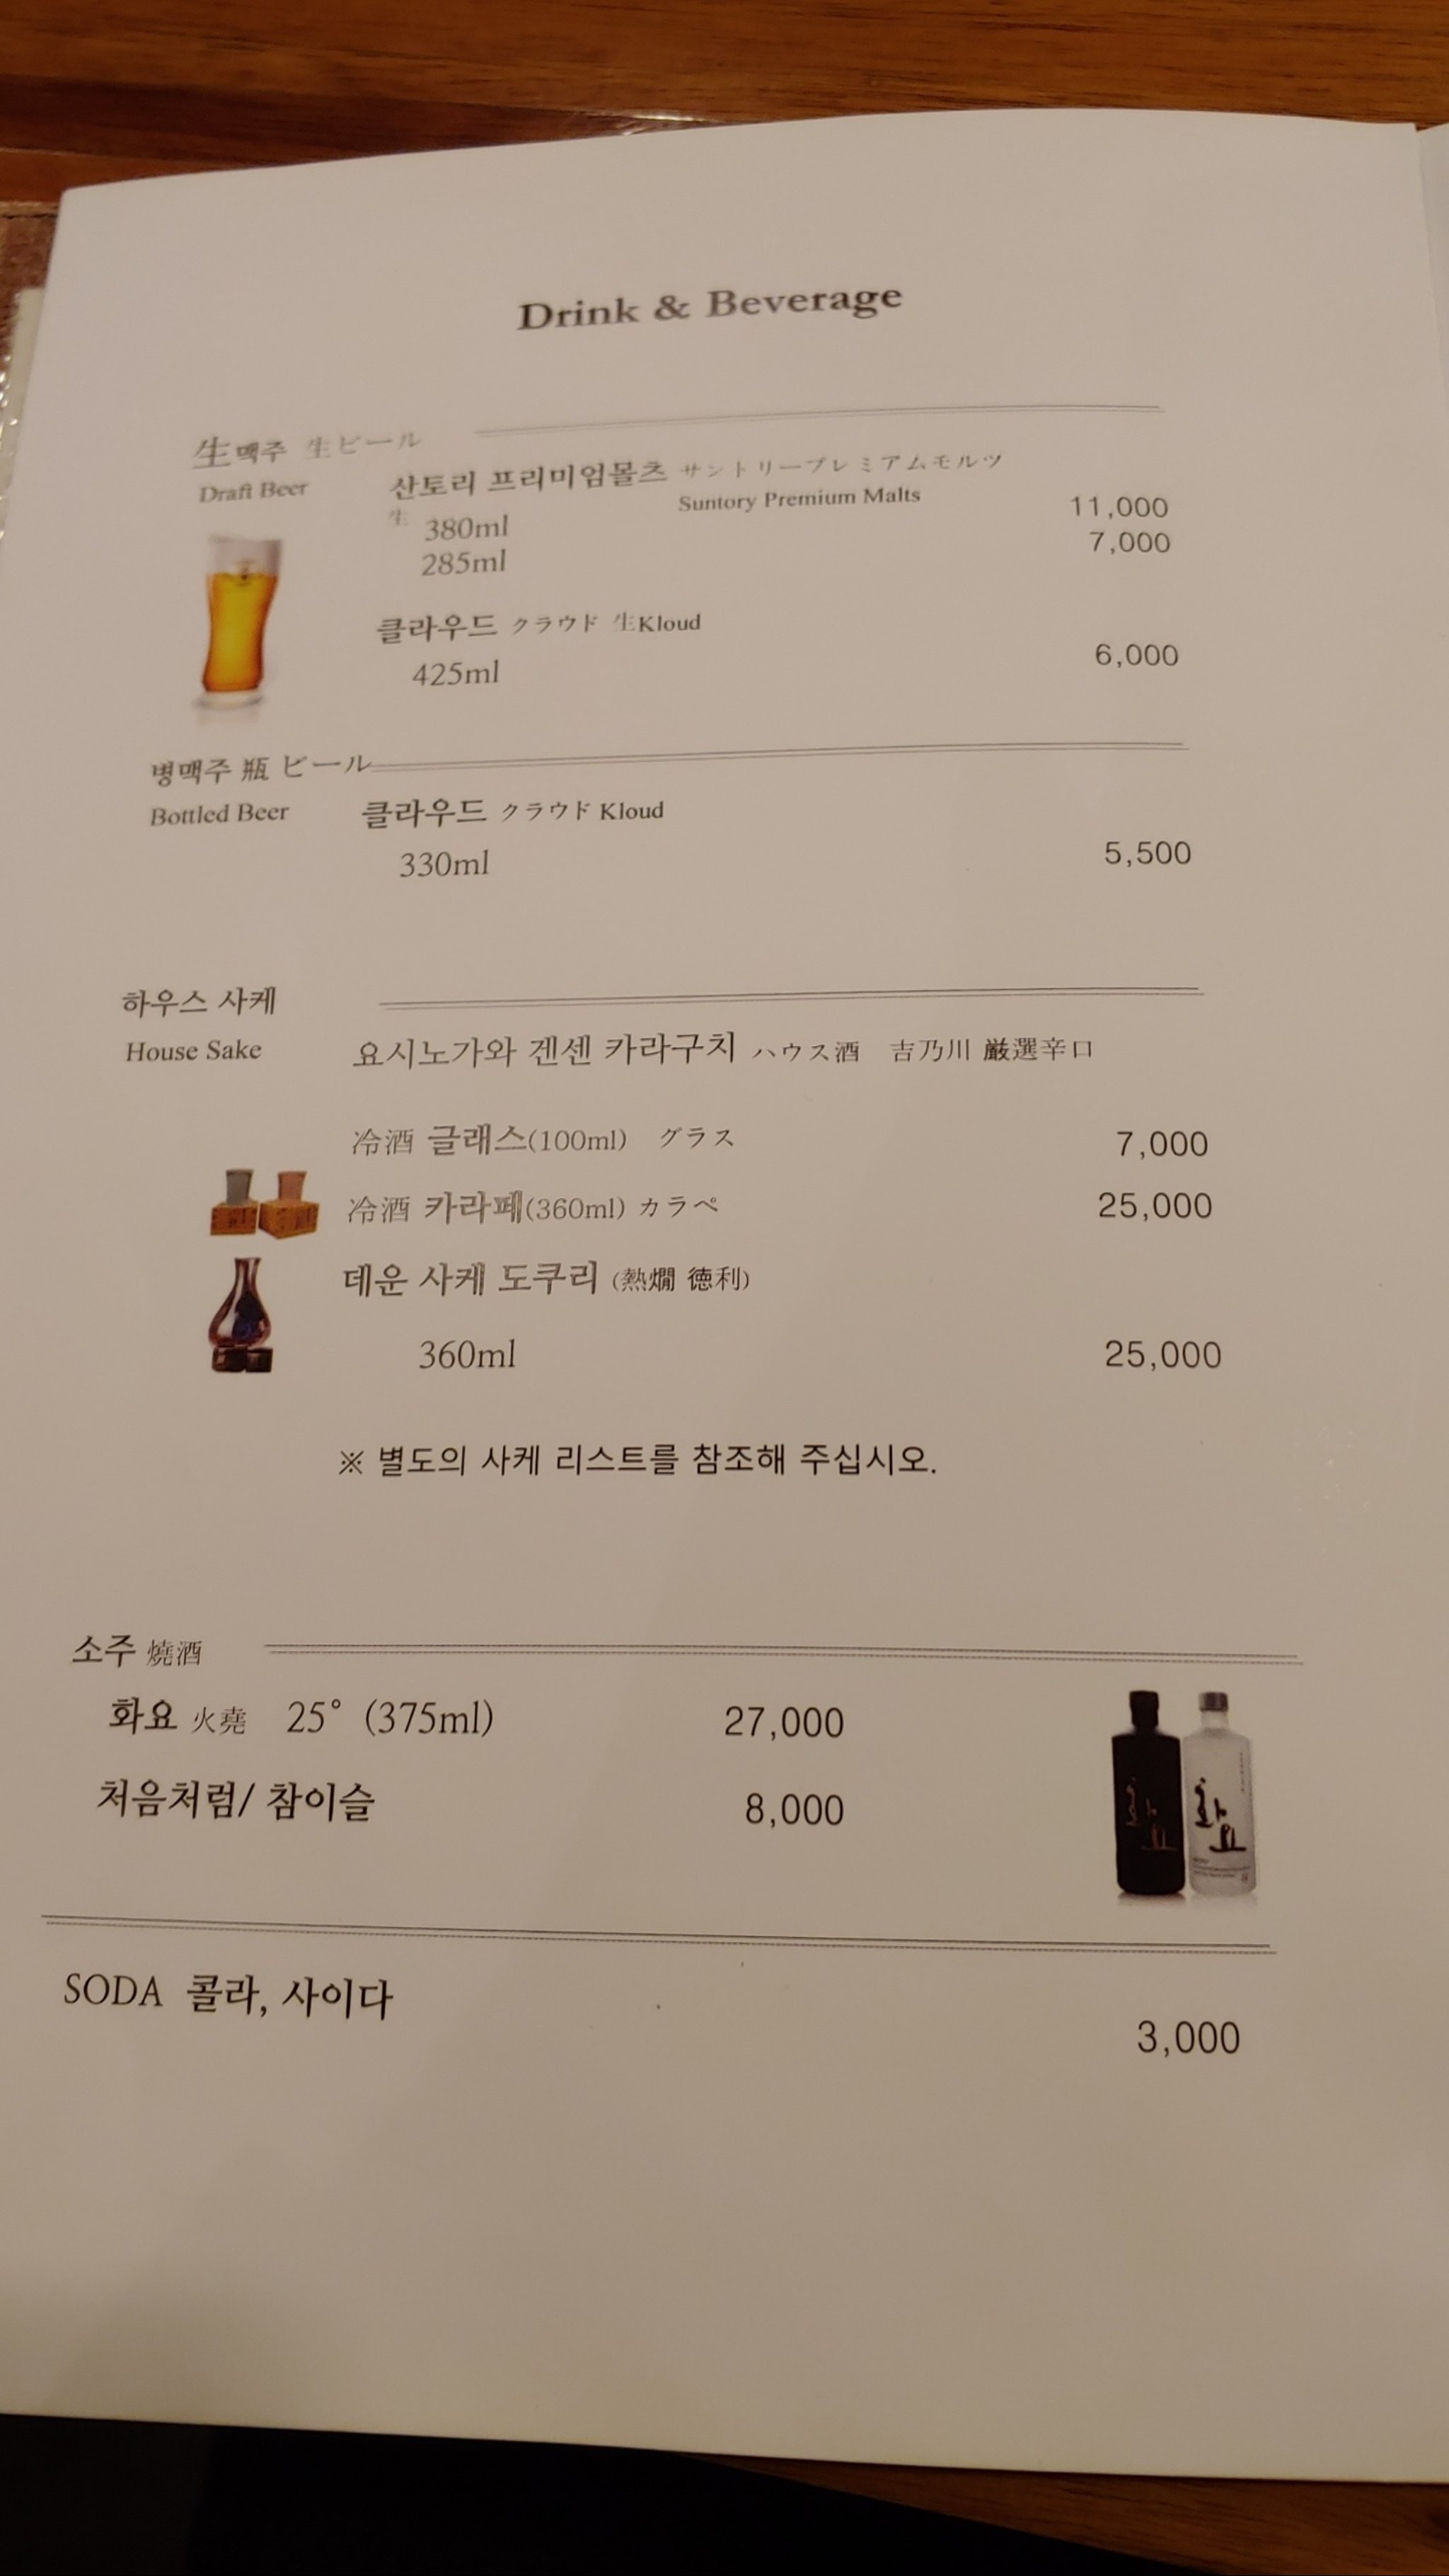 Drink & Beverage
生맥주 生ビール
Draft Beer
산토리 프리미엄몰츠 サントリープレミアムモルツ
Suntory Premium Malts
生 380ml 11,000
285ml 7,000
클라우드 クラウド 生Kloud
425ml 6,000
병맥주 瓶 ビール
Bottled Beer
클라우드 クラウド Kloud
330ml 5,500
하우스 사케
House Sake
요시노가와 겐센 카라구치 ハウス酒 吉乃川 厳選辛口
冷酒 글래스(100ml) グラス 7,000
冷酒 카라페(360ml) カラペ 25,000
데운 사케 도쿠리 (熱燗 徳利)
360ml 25,000
※ 별도의 사케 리스트를 참조해 주십시오.
소주 燒酒
화요 火堯 25° (375ml) 27,000
처음처럼/ 참이슬 8,000
화요
화요
SODA 콜라, 사이다
3,000